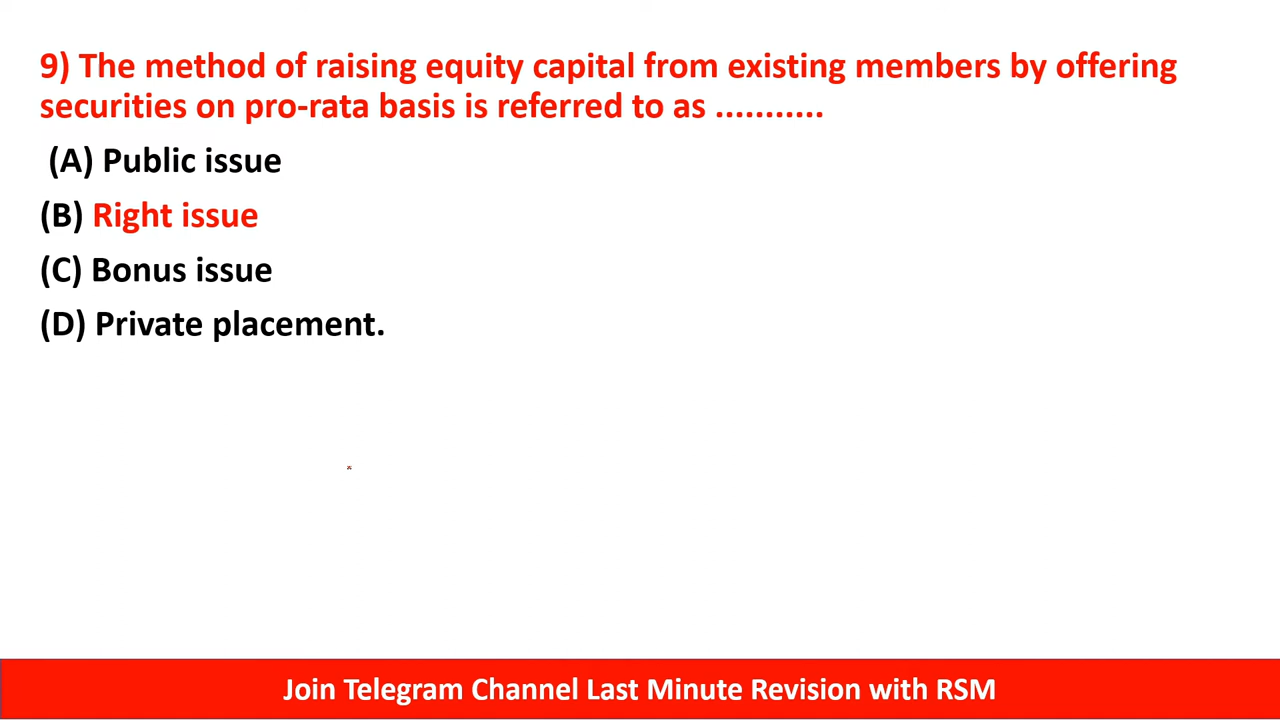 9) The method of raising equity capital from existing members by offering
securities on pro-rata basis is referred to as ...........
(A) Public issue
(B) Right issue
(C) Bonus issue
(D) Private placement.
Join Telegram Channel Last Minute Revision with RSM